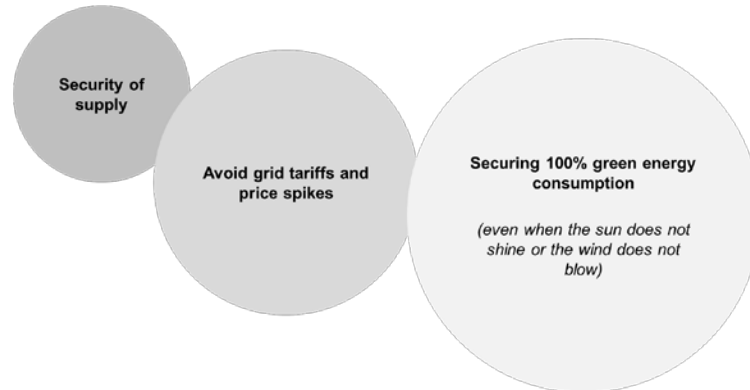 Security of
supply
Avoid grid tariffs and
price spikes
Securing 100% green energy
consumption
(even when the sun does not
shine or the wind does not
blow)